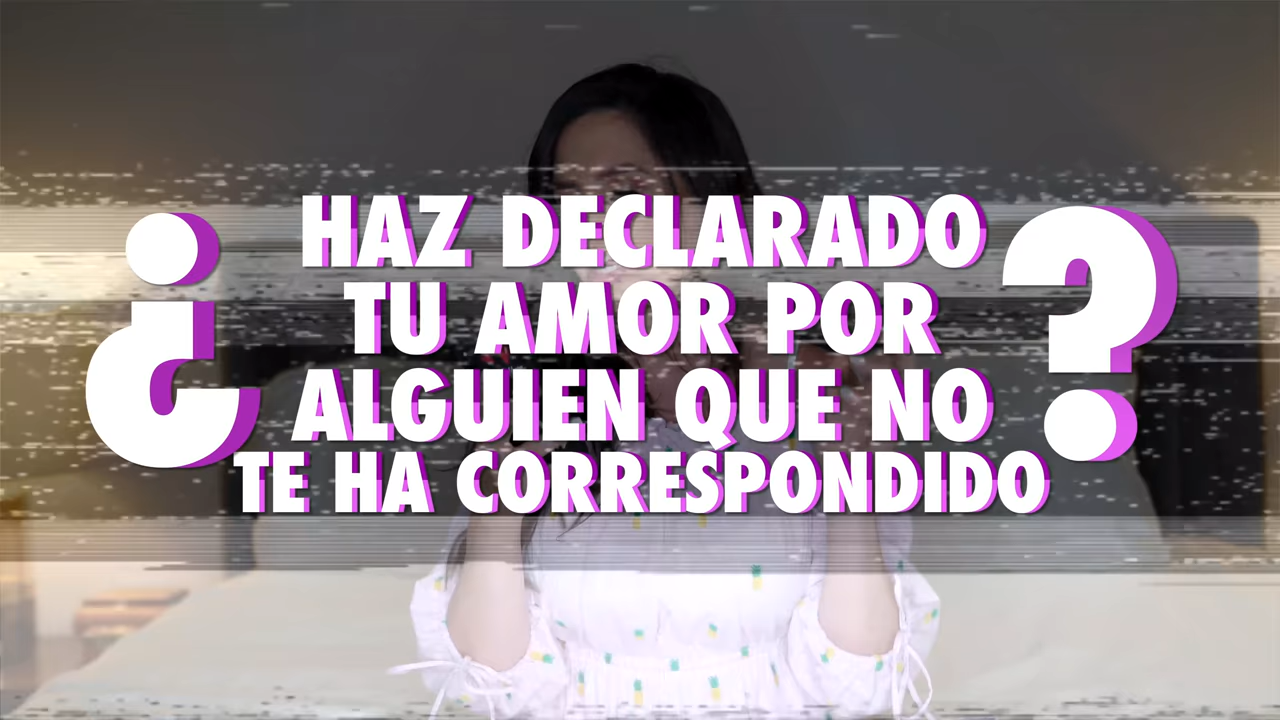 ¿HAZ DECLARADO
TU AMOR POR
ALGUIEN QUE NO
TE HA CORRESPONDIDO?